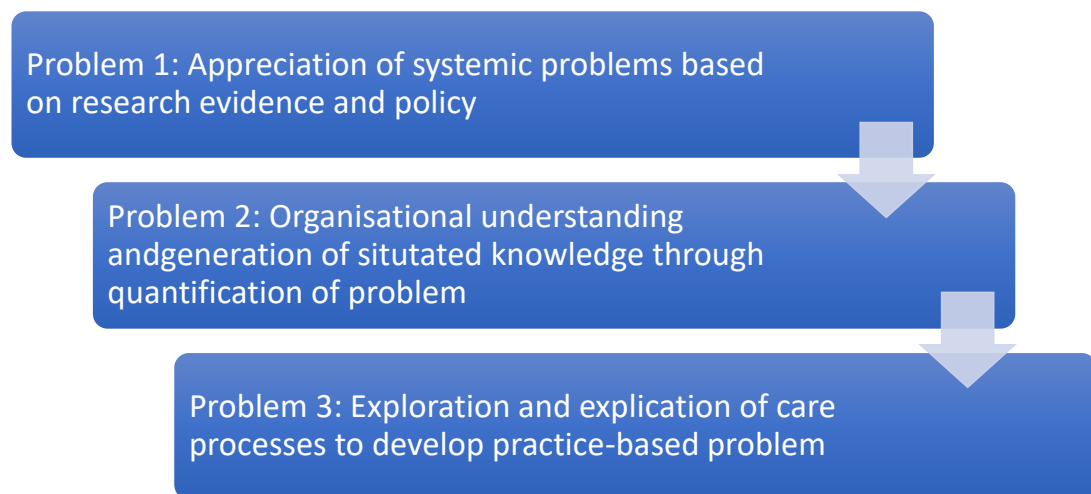 Problem 1: Appreciation of systemic problems based
on research evidence and policy
Problem 2: Organisational understanding
andgeneration of situtated knowledge through
quantification of problem
Problem 3: Exploration and explication of care
processes to develop practice-based problem